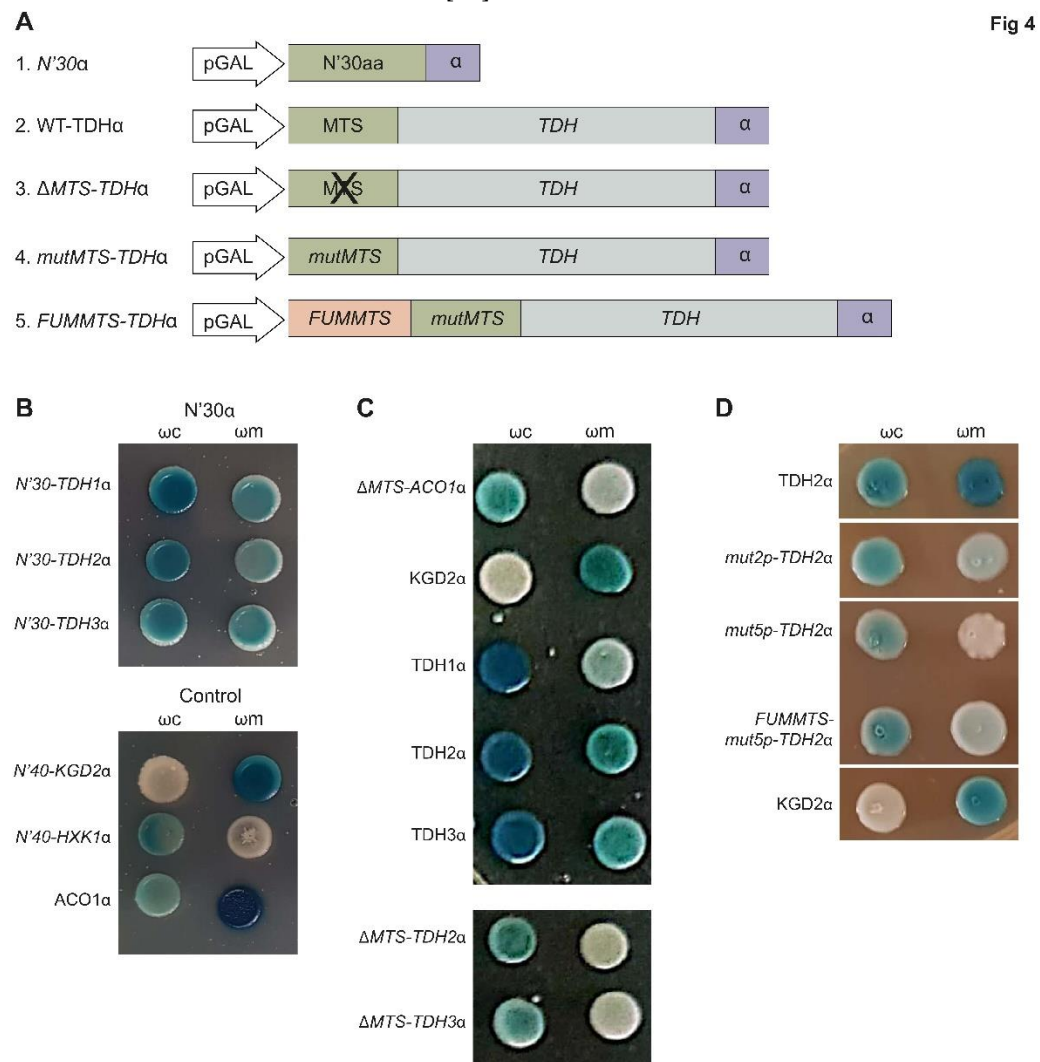 A
Fig 4
1. N'30α pGAL N'30aa α
2. WT-TDHα pGAL MTS TDH α
3. ΔMTS-TDHα pGAL MTS TDH α
4. mutMTS-TDHα pGAL mutMTS TDH α
5. FUMMTS-TDHα pGAL FUMMTS mutMTS TDH α
B
N'30α
ωc ωm
N'30-TDH1α
N'30-TDH2α
N'30-TDH3α
Control
ωc ωm
N'40-KGD2α
N'40-HXK1α
ACO1α
C
ωc ωm
ΔMTS-ACO1α
KGD2α
TDH1α
TDH2α
TDH3α
ΔMTS-TDH2α
ΔMTS-TDH3α
D
ωc ωm
TDH2α
mut2p-TDH2α
mut5p-TDH2α
FUMMTS-
mut5p-TDH2α
KGD2α